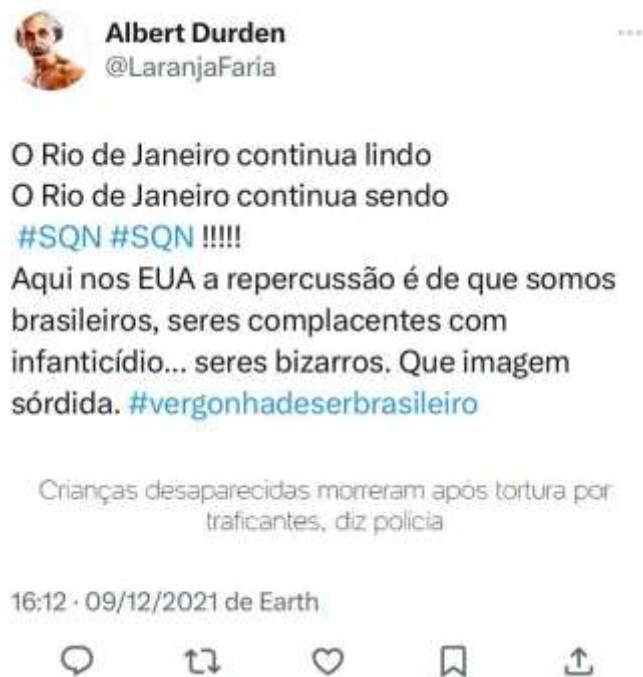 Albert Durden
@LaranjaFaria
O Rio de Janeiro continua lindo
O Rio de Janeiro continua sendo
#SQN #SQN !!!!!
Aqui nos EUA a repercussão é de que somos
brasileiros, seres complacentes com
infanticídio... seres bizarros. Que imagem
sórdida. #vergonhadeserbrasileiro
Crianças desaparecidas morreram após tortura por
traficantes, diz polícia
16:12 · 09/12/2021 de Earth